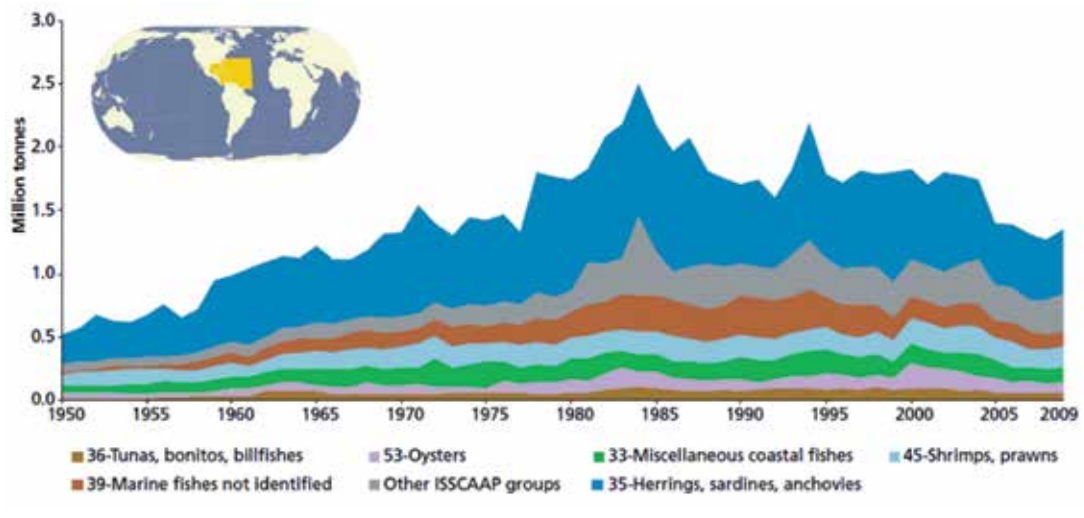 3.0
2.5
2.0
1.5
1.0
0.5
0.0
Million tonnes
1950 1955 1960 1965 1970 1975 1980 1985 1990 1995 2000 2005 2009
36-Tunas, bonitos, billfishes 53-Oysters 33-Miscellaneous coastal fishes 45-Shrimps, prawns
39-Marine fishes not identified Other ISSCAAP groups 35-Herrings, sardines, anchovies